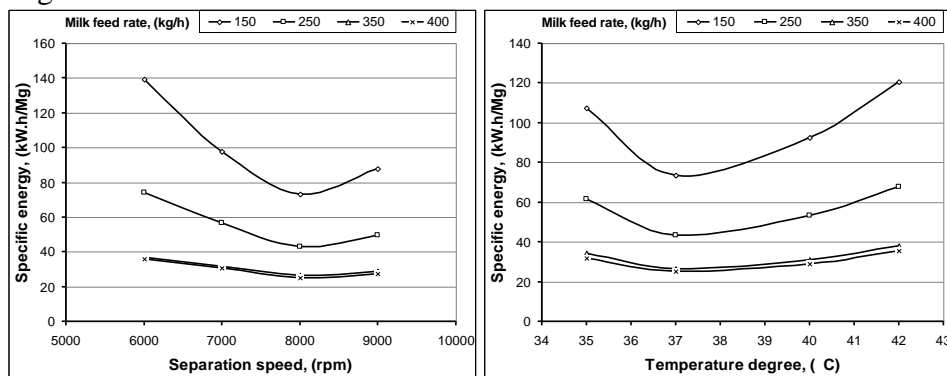 Milk feed rate, (kg/h) 150 250 350 400
Specific energy, (kW.h/Mg)
160
140
120
100
80
60
40
20
0
5000 6000 7000 8000 9000 10000
Separation speed, (rpm)
Milk feed rate, (kg/h) 150 250 350 400
Specific energy, (kW.h/Mg)
140
120
100
80
60
40
20
0
34 35 36 37 38 39 40 41 42 43
Temperature degree, ( C)